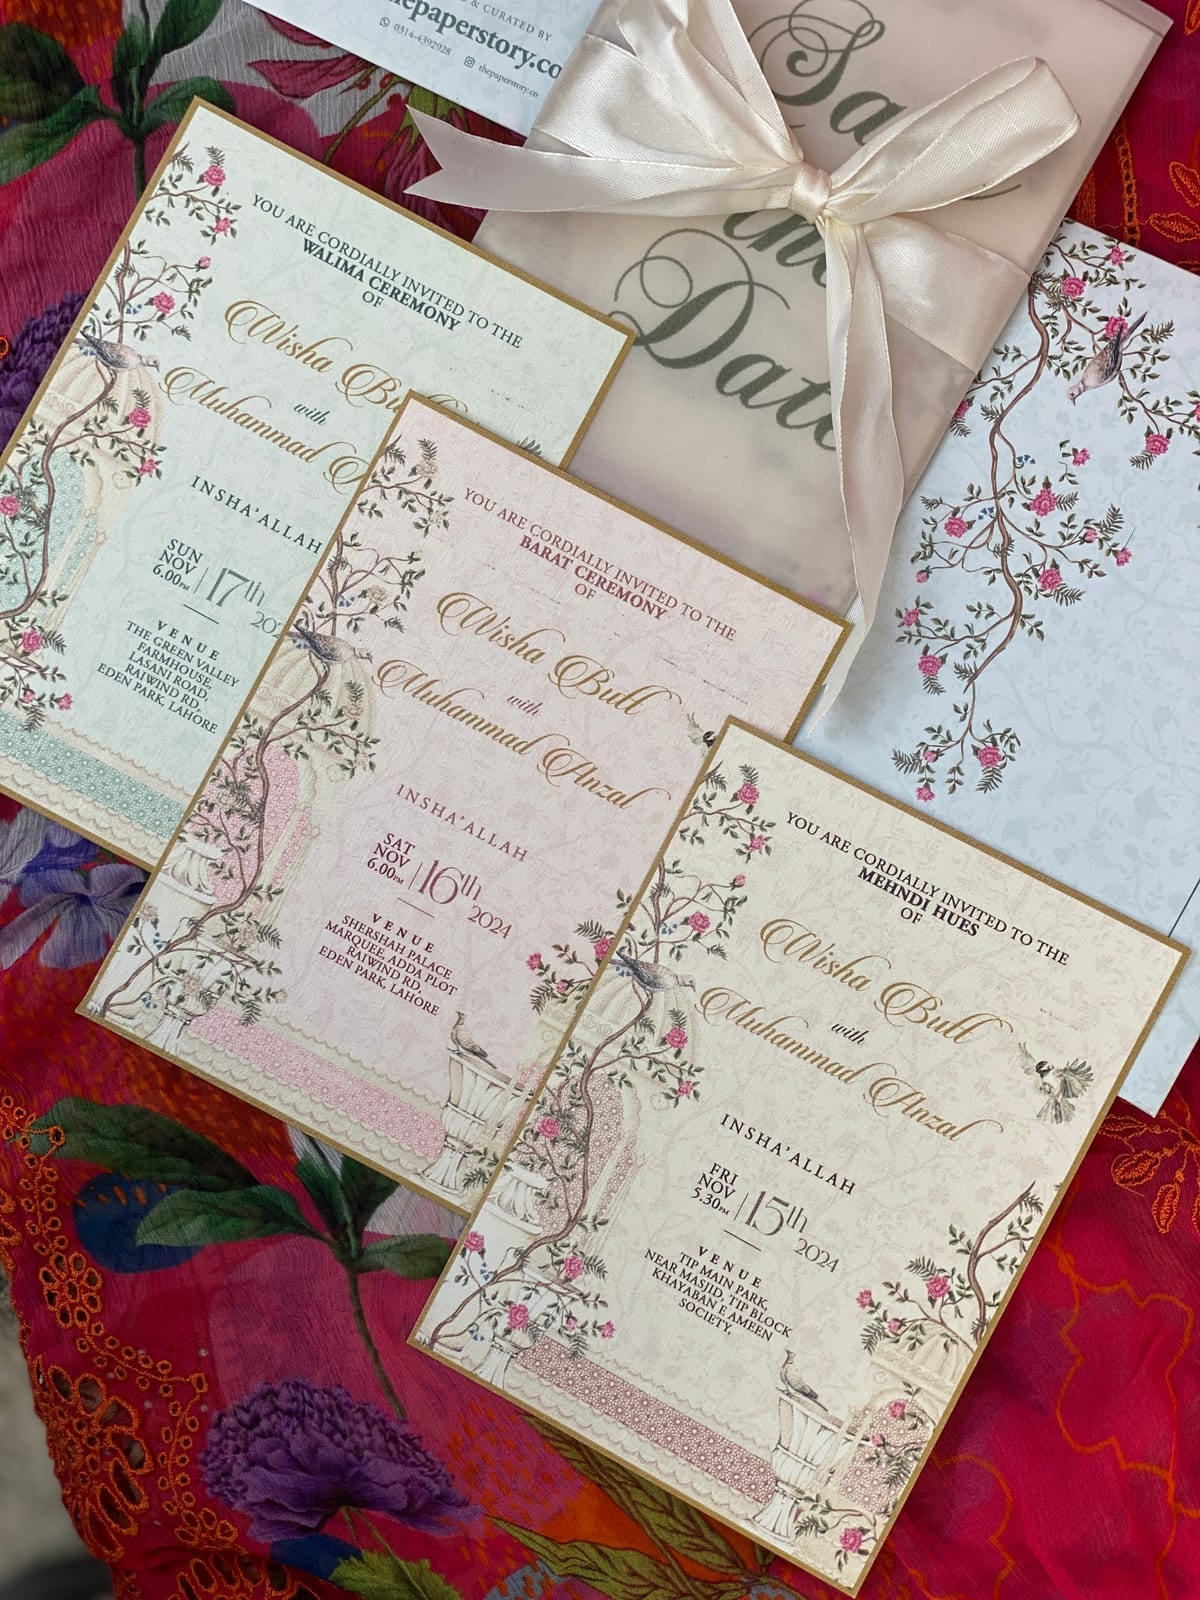 & CURATED BY
thepaperstory.co
0314-4392928
thepaperstory.co
Save
the
Date
YOU ARE CORDIALLY INVITED TO THE
WALIMA CEREMONY
OF
Wisha
with
Muhammad
INSHA'ALLAH
SUN
NOV
6.00PM
17th
VENUE
THE GREEN VALLEY
FARMHOUSE,
LASANI ROAD,
RAIWIND RD,
EDEN PARK, LAHORE
YOU ARE CORDIALLY INVITED TO THE
BARAT CEREMONY
OF
Wisha Butt
with
Muhammad Anzal
INSHA'ALLAH
SAT
NOV
6.00PM
16th
2024
VENUE
SHERSHAH PALACE
MARQUEE, ADDA PLOT
RAIWIND RD,
EDEN PARK, LAHORE
YOU ARE CORDIALLY INVITED TO THE
MEHNDI HUES
OF
Wisha Butt
with
Muhammad Anzal
INSHA'ALLAH
FRI
NOV
5.30PM
15th
2024
VENUE
TIP MAIN PARK,
NEAR MASJID, TIP BLOCK
KHAYABAN E AMEEN
SOCIETY,